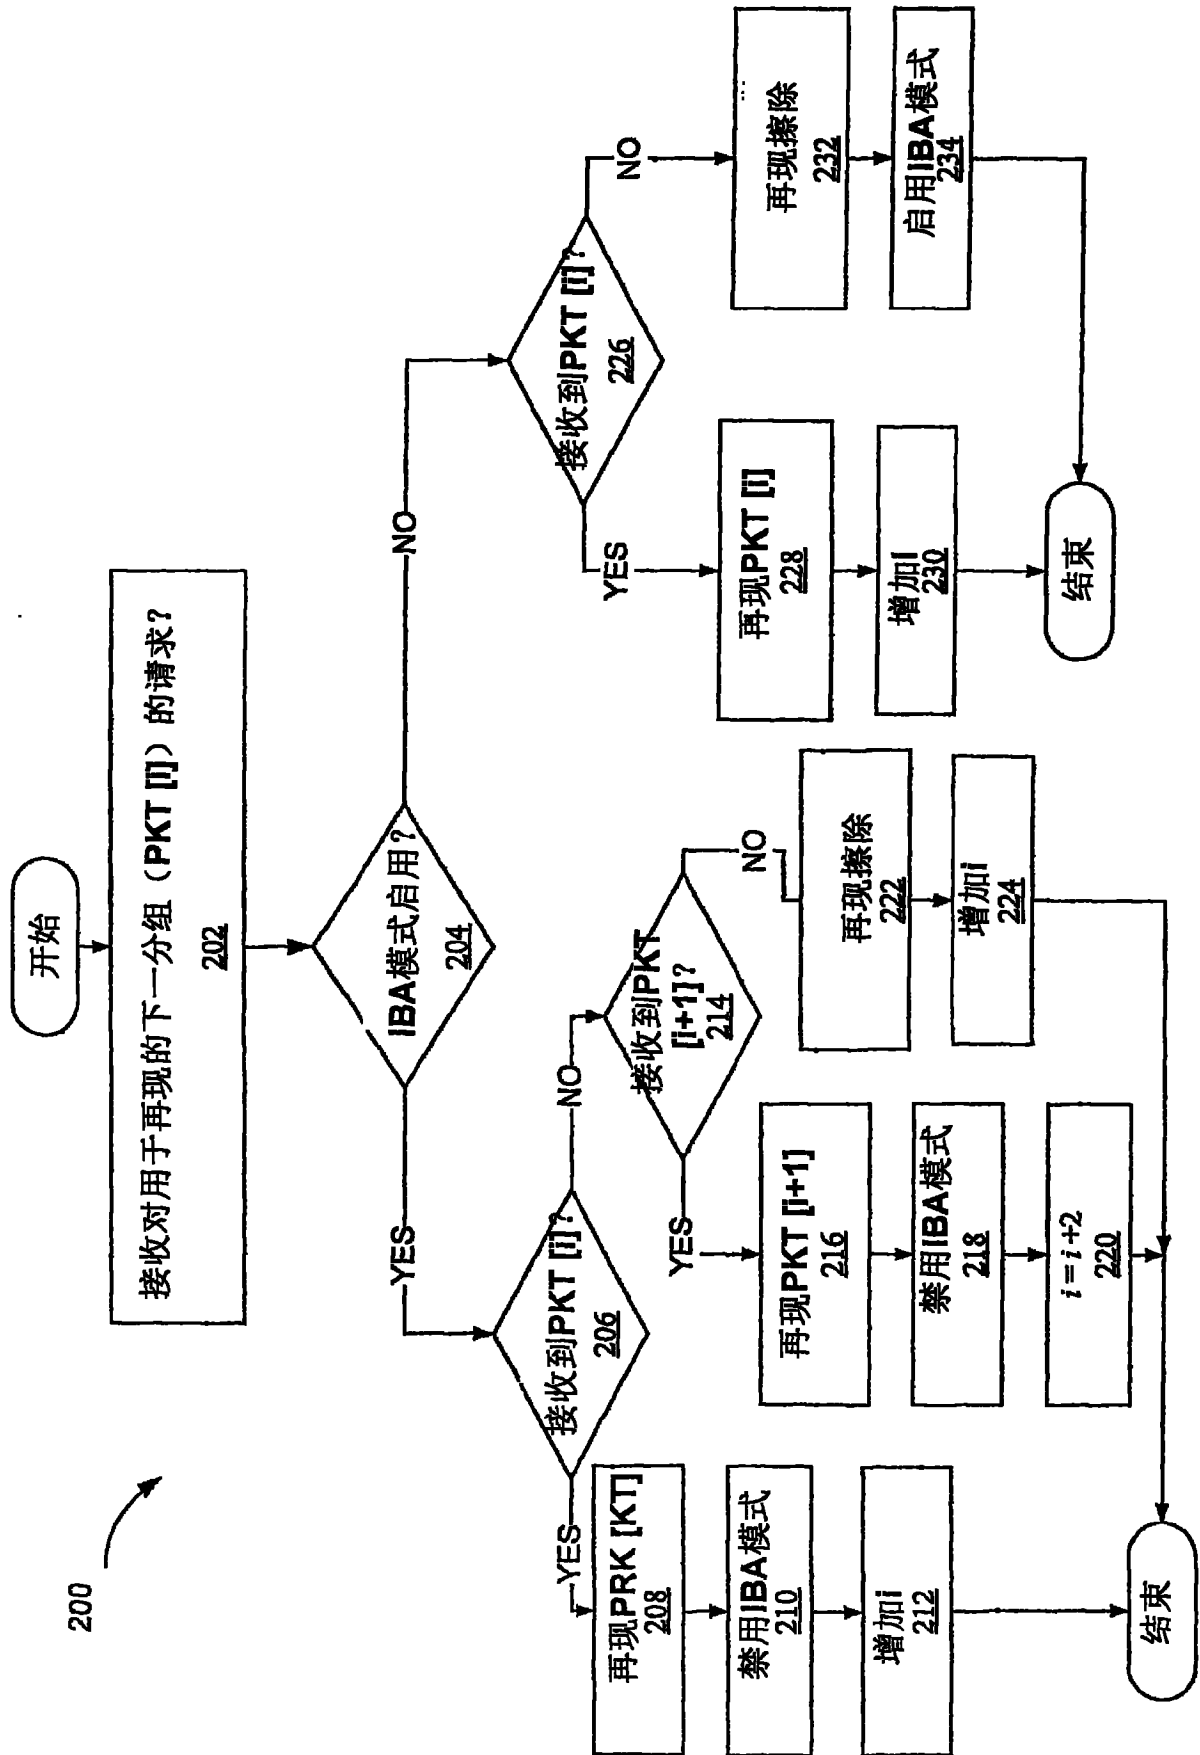 200
开始
接收对用于再现的下一分组（PKT [i]）的请求？
202
IBA模式启用？
204
YES
NO
接收到PKT [i]？
206
YES
NO
再现PRK [KT]
208
禁用IBA模式
210
增加i
212
接收到PKT
[i+1]?
214
YES
NO
再现PKT [i+1]
216
禁用IBA模式
218
i=i+2
220
再现擦除
222
增加i
224
结束
接收到PKT [i]？
226
YES
NO
再现PKT [i]
228
增加i
230
再现擦除
232
启用IBA模式
234
结束